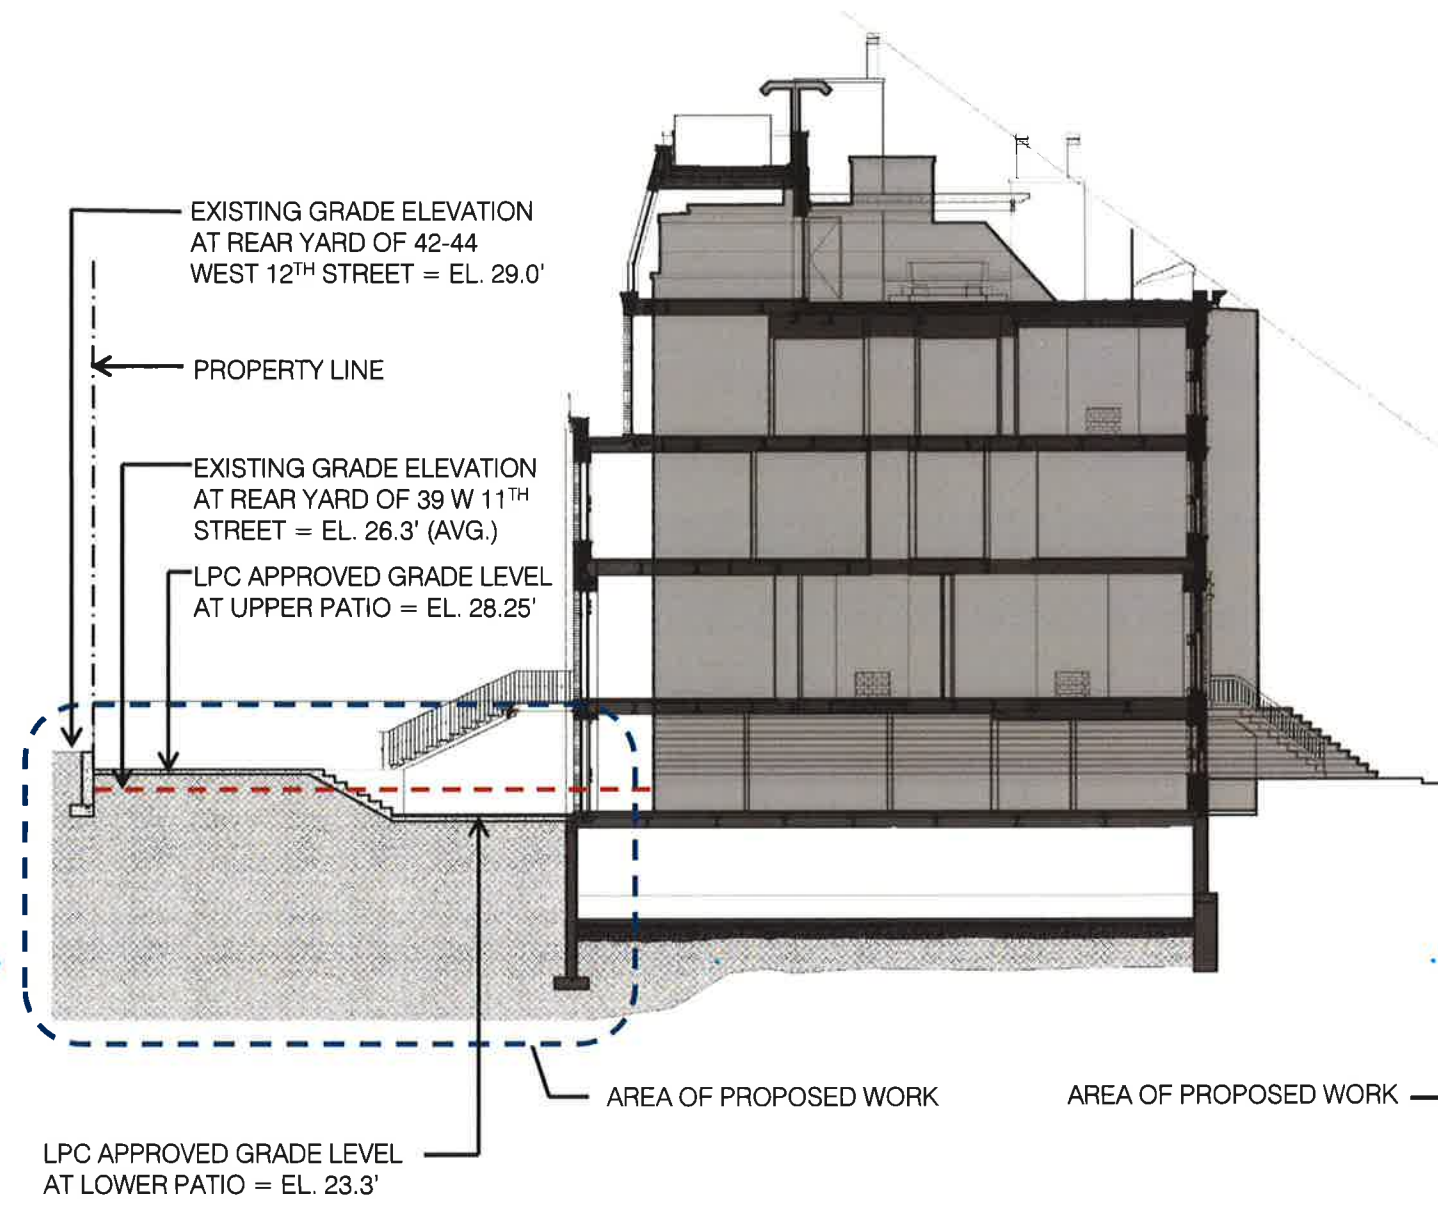 EXISTING GRADE ELEVATION
AT REAR YARD OF 42-44
WEST 12TH STREET = EL. 29.0'
PROPERTY LINE
EXISTING GRADE ELEVATION
AT REAR YARD OF 39 W 11TH
STREET = EL. 26.3' (AVG.)
LPC APPROVED GRADE LEVEL
AT UPPER PATIO = EL. 28.25'
AREA OF PROPOSED WORK
AREA OF PROPOSED WORK
LPC APPROVED GRADE LEVEL
AT LOWER PATIO = EL. 23.3'